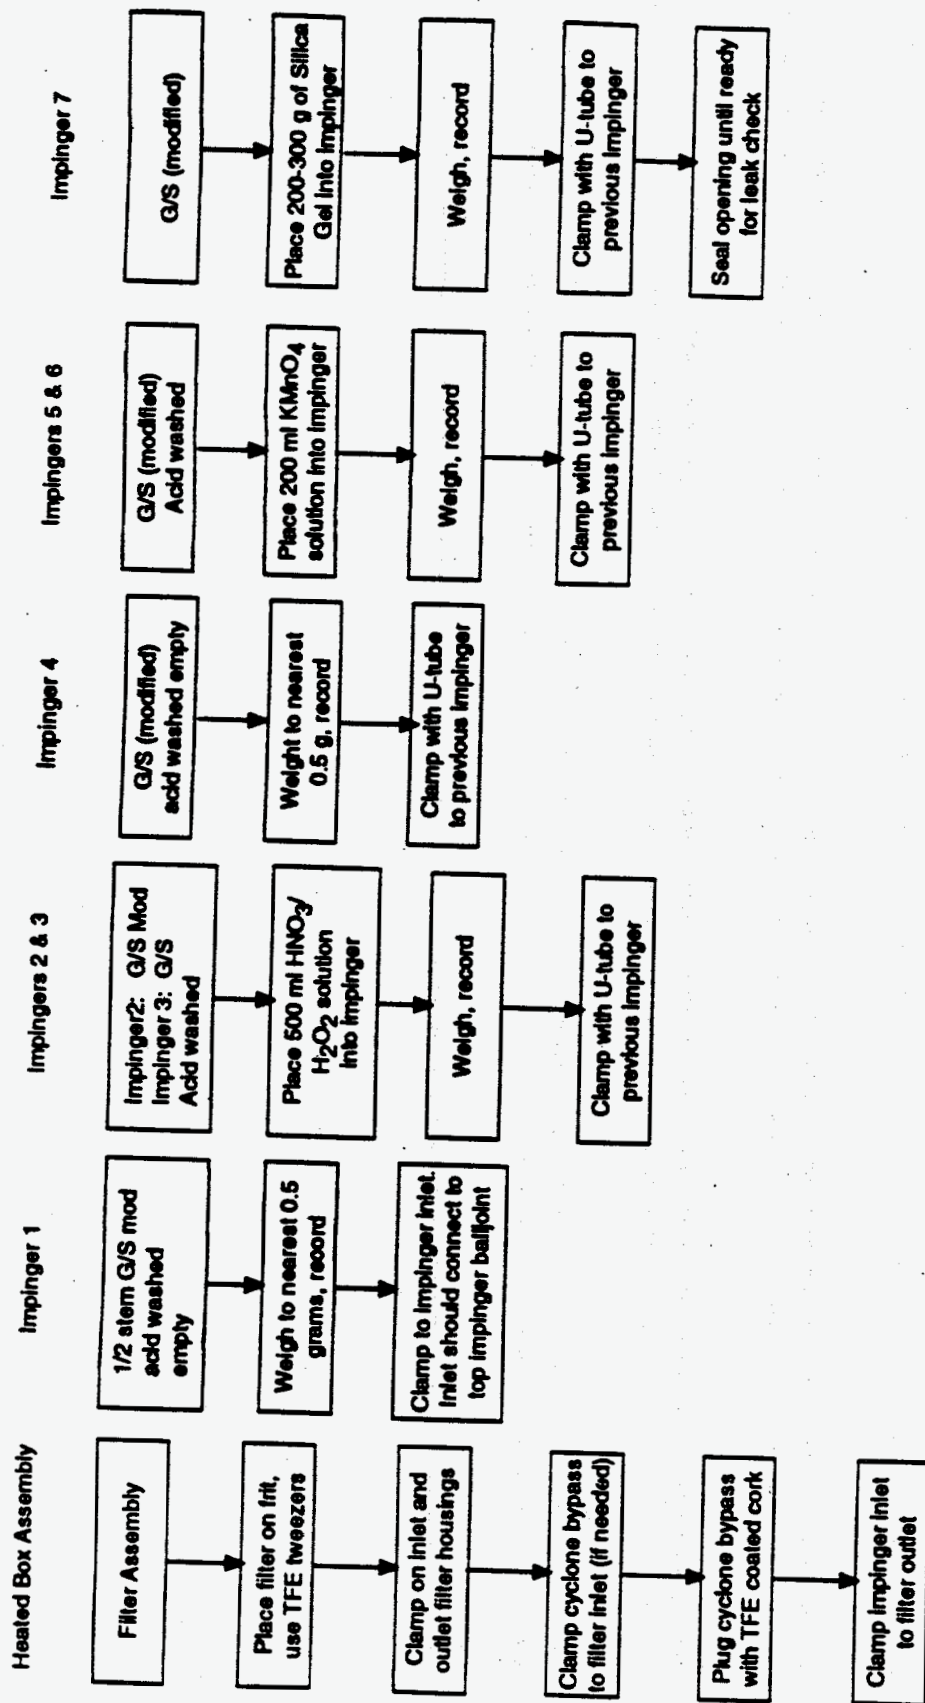 Heated Box Assembly
Filter Assembly
Place filter on frit,
use TFE tweezers
Clamp on inlet and
outlet filter housings
Clamp cyclone bypass
to filter inlet (if needed)
Plug cyclone bypass
with TFE coated cork
Clamp impinger inlet
to filter outlet
Impinger 1
1/2 stem G/S mod
acid washed
empty
Weigh to nearest 0.5
grams, record
Clamp to impinger inlet.
Inlet should connect to
top impinger balljoint
Impingers 2 & 3
Impinger2: G/S Mod
Impinger 3: G/S
Acid washed
Place 500 ml HNO3/
H2O2 solution
into impinger
Weigh, record
Clamp with U-tube to
previous impinger
Impinger 4
G/S (modified)
acid washed empty
Weight to nearest
0.5 g, record
Clamp with U-tube
to previous impinger
Impingers 5 & 6
G/S (modified)
Acid washed
Place 200 ml KMnO4
solution into impinger
Weigh, record
Clamp with U-tube to
previous impinger
Impinger 7
G/S (modified)
Place 200-300 g of Silica
Gel into impinger
Weigh, record
Clamp with U-tube to
previous impinger
Seal opening until ready
for leak check